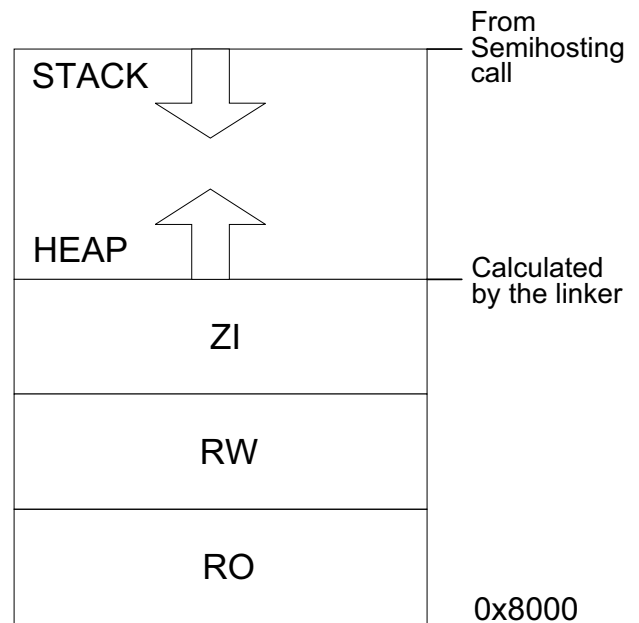 From
Semihosting
call
STACK
HEAP
Calculated
by the linker
ZI
RW
RO
0x8000